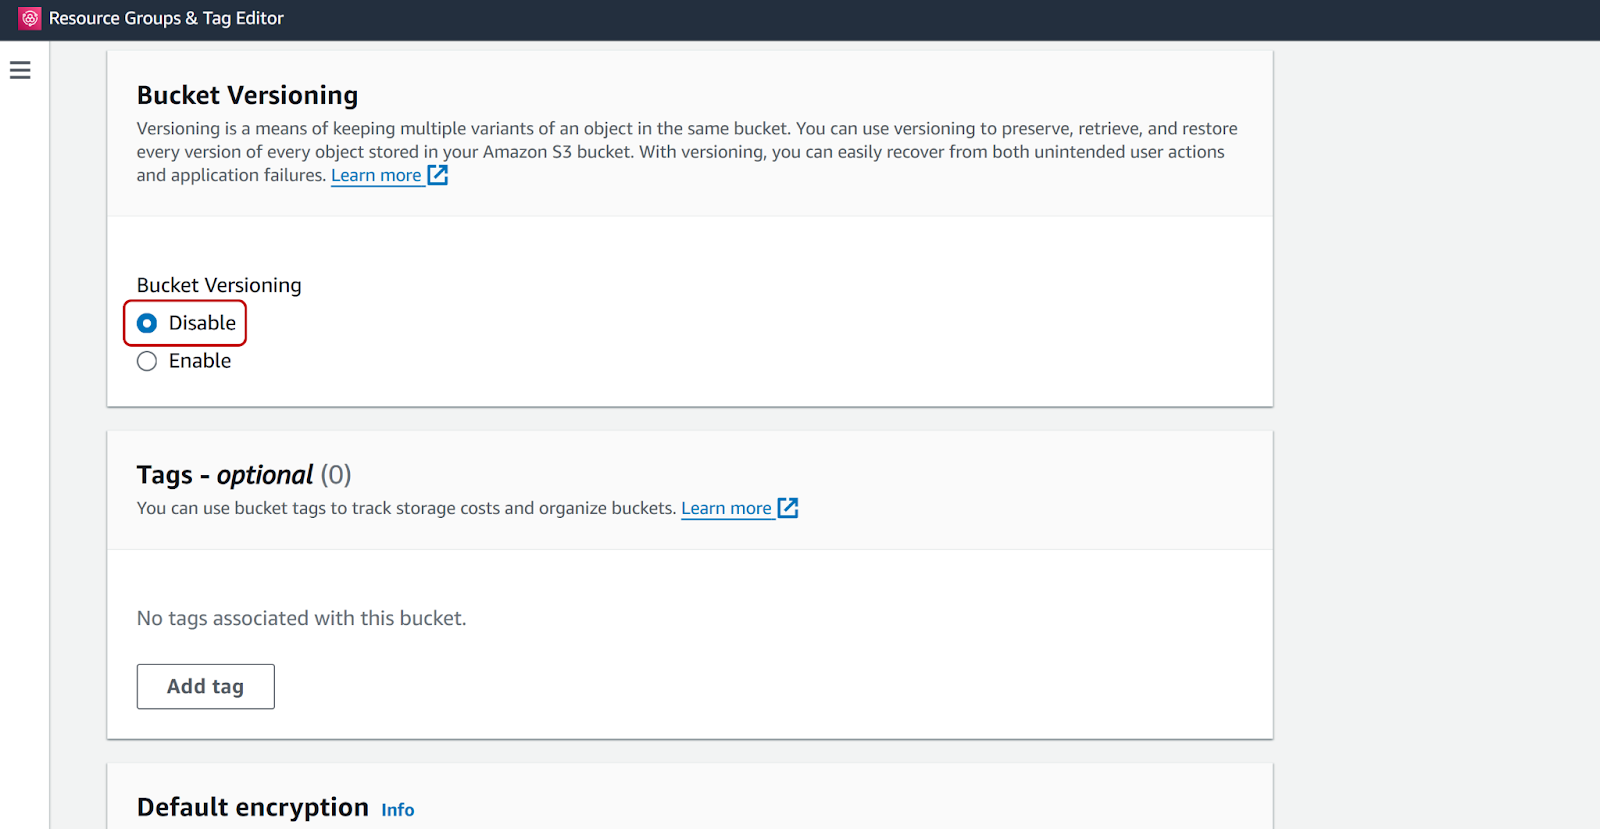 Resource Groups & Tag Editor
Bucket Versioning
Versioning is a means of keeping multiple variants of an object in the same bucket. You can use versioning to preserve, retrieve, and restore
every version of every object stored in your Amazon S3 bucket. With versioning, you can easily recover from both unintended user actions
and application failures. Learn more
Bucket Versioning
Disable
Enable
Tags - optional (0)
You can use bucket tags to track storage costs and organize buckets. Learn more
No tags associated with this bucket.
Add tag
Default encryption Info